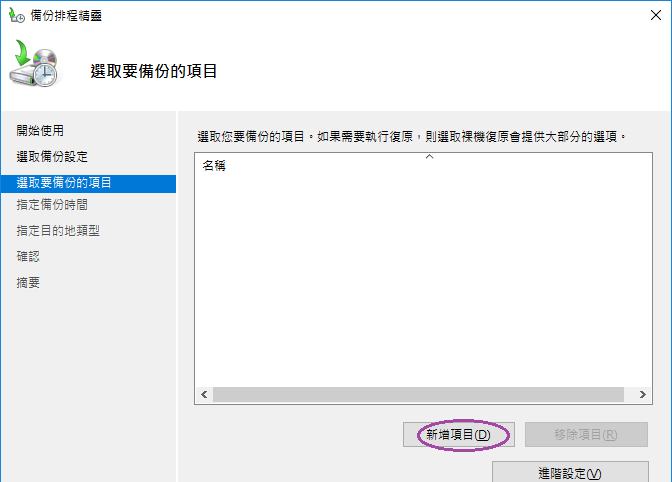 備份排程精靈
選取要備份的項目
開始使用
選取備份設定
選取要備份的項目
指定備份時間
指定目的地類型
確認
摘要
選取您要備份的項目。如果需要執行復原，則選取裸機復原會提供大部分的選項。
名稱
新增項目(D)
移除項目(R)
進階設定(V)